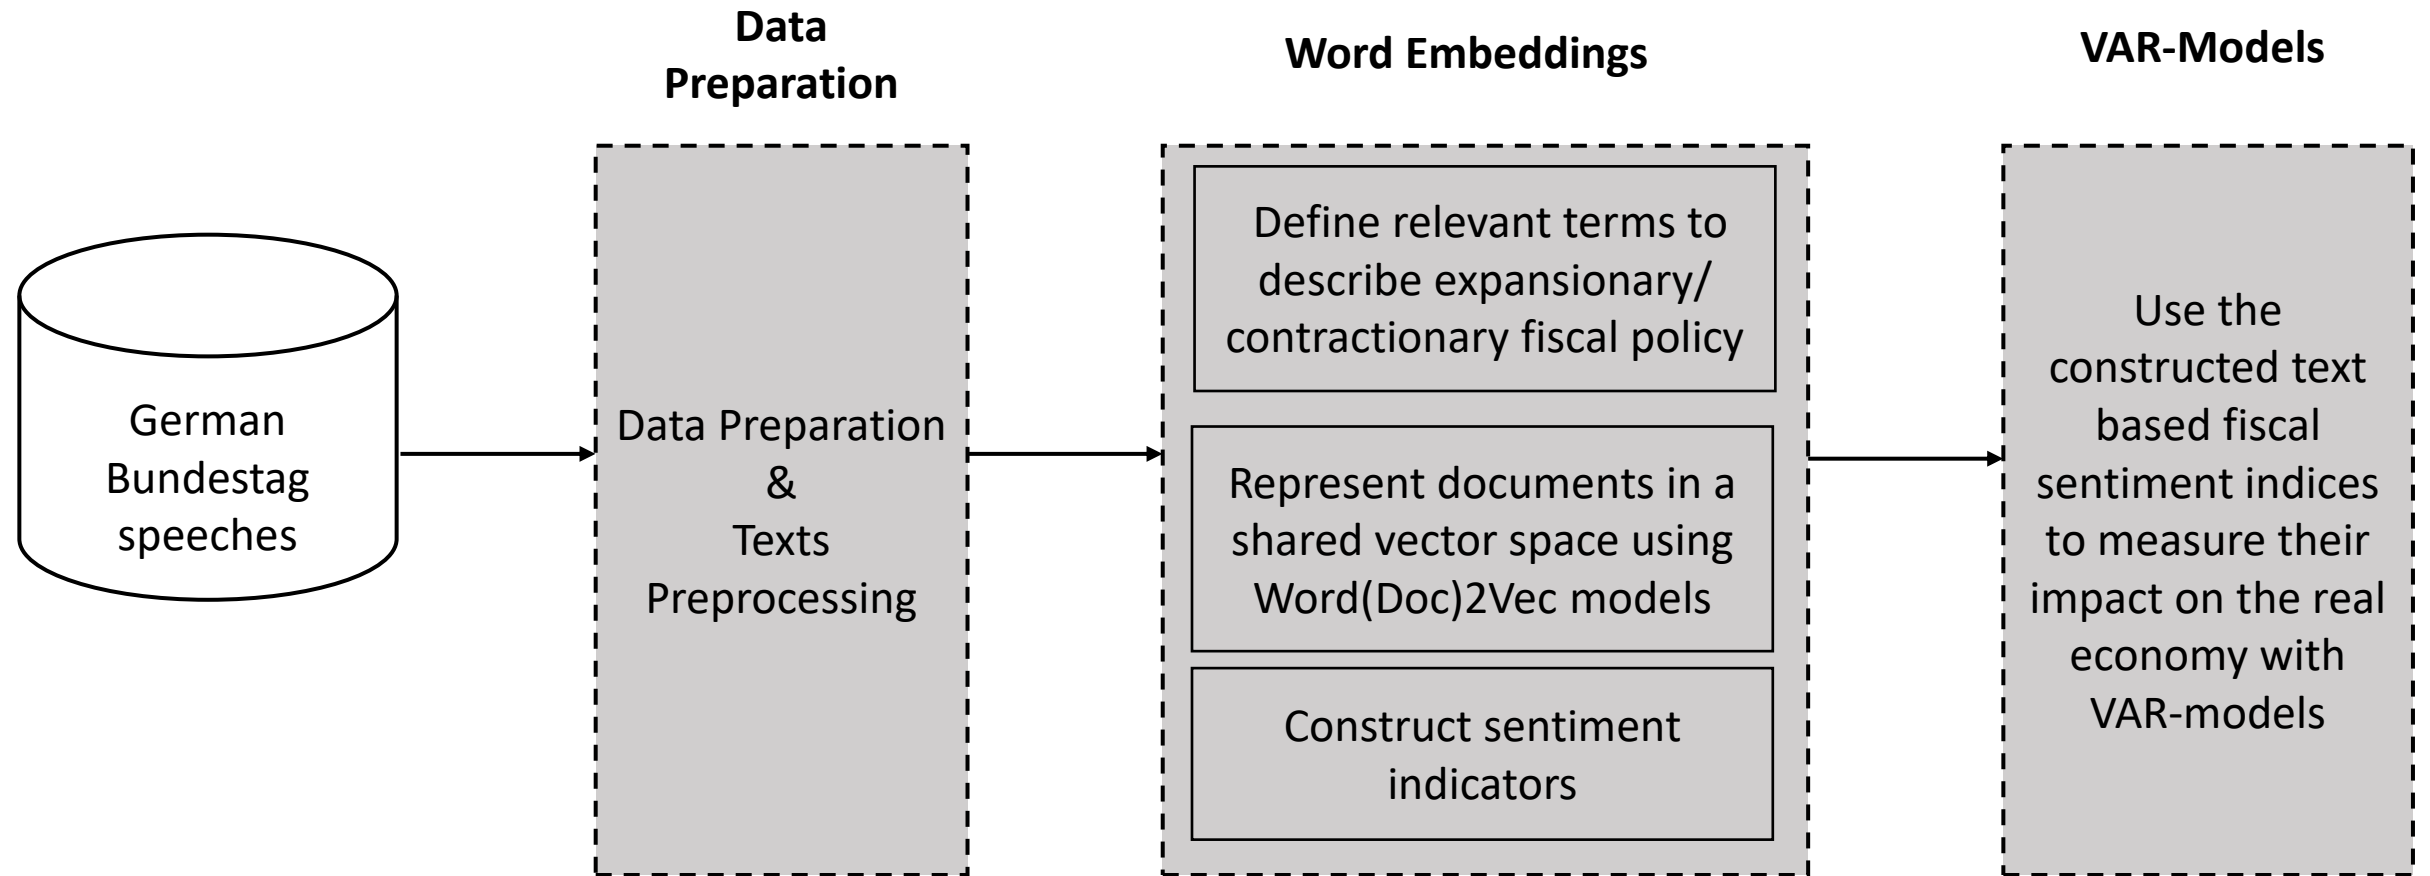 Data
Preparation
Word Embeddings
VAR-Models
German
Bundestag
speeches
Data Preparation
&
Texts
Preprocessing
Define relevant terms to
describe expansionary/
contractionary fiscal policy
Represent documents in a
shared vector space using
Word(Doc)2Vec models
Construct sentiment
indicators
Use the
constructed text
based fiscal
sentiment indices
to measure their
impact on the real
economy with
VAR-models